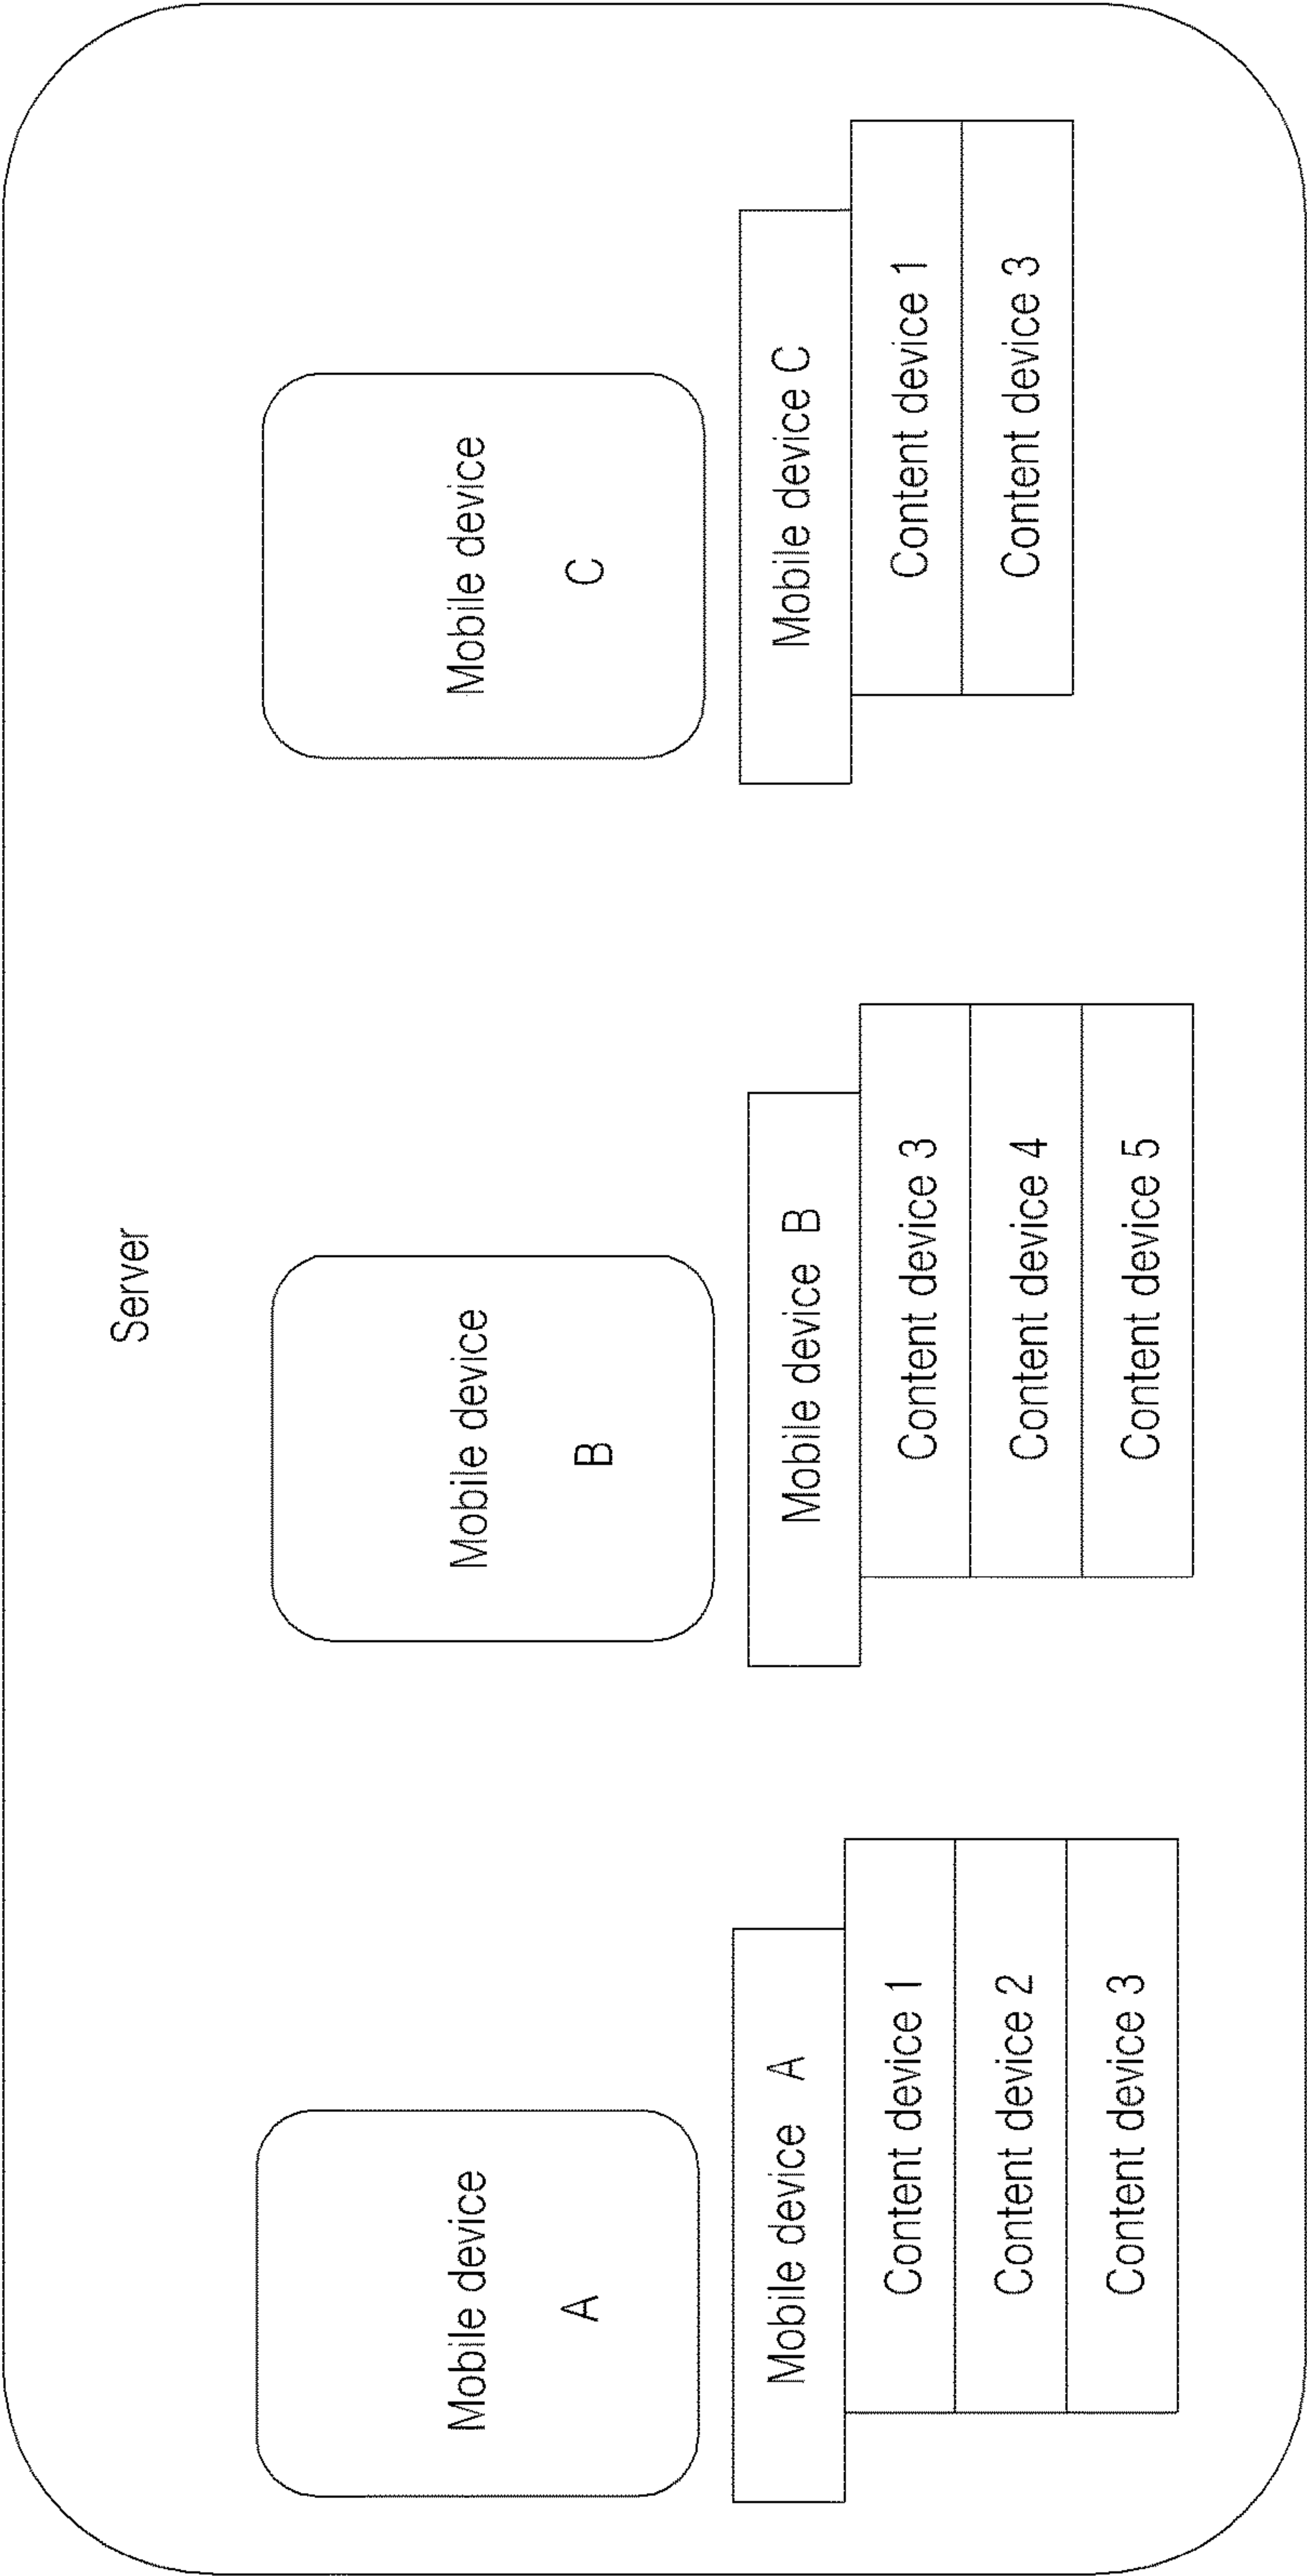 Server
Mobile device
A
Mobile device A
Content device 1
Content device 2
Content device 3
Mobile device
B
Mobile device B
Content device 3
Content device 4
Content device 5
Mobile device
C
Mobile device C
Content device 1
Content device 3